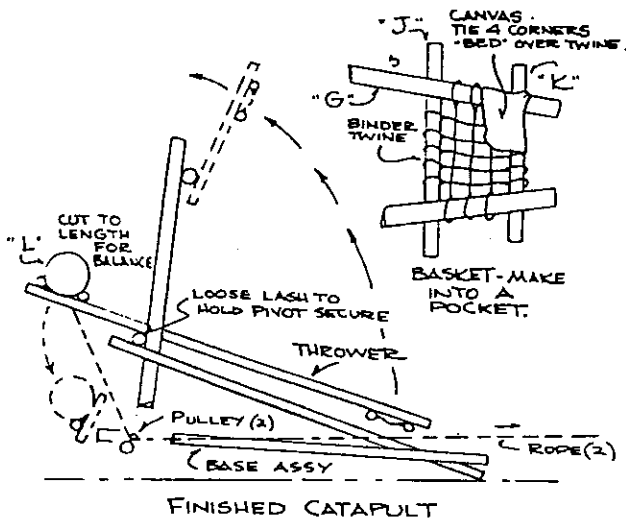 "J"
CANVAS.
TIE 4 CORNERS
"BED" OVER TWINE.
"K"
"G"
BINDER
TWINE
BASKET-MAKE
INTO A
POCKET.
"L"
CUT TO
LENGTH
FOR
BALANCE
LOOSE LASH TO
HOLD PIVOT SECURE
THROWER
PULLEY (2)
ROPE (2)
BASE ASSY
FINISHED CATAPULT